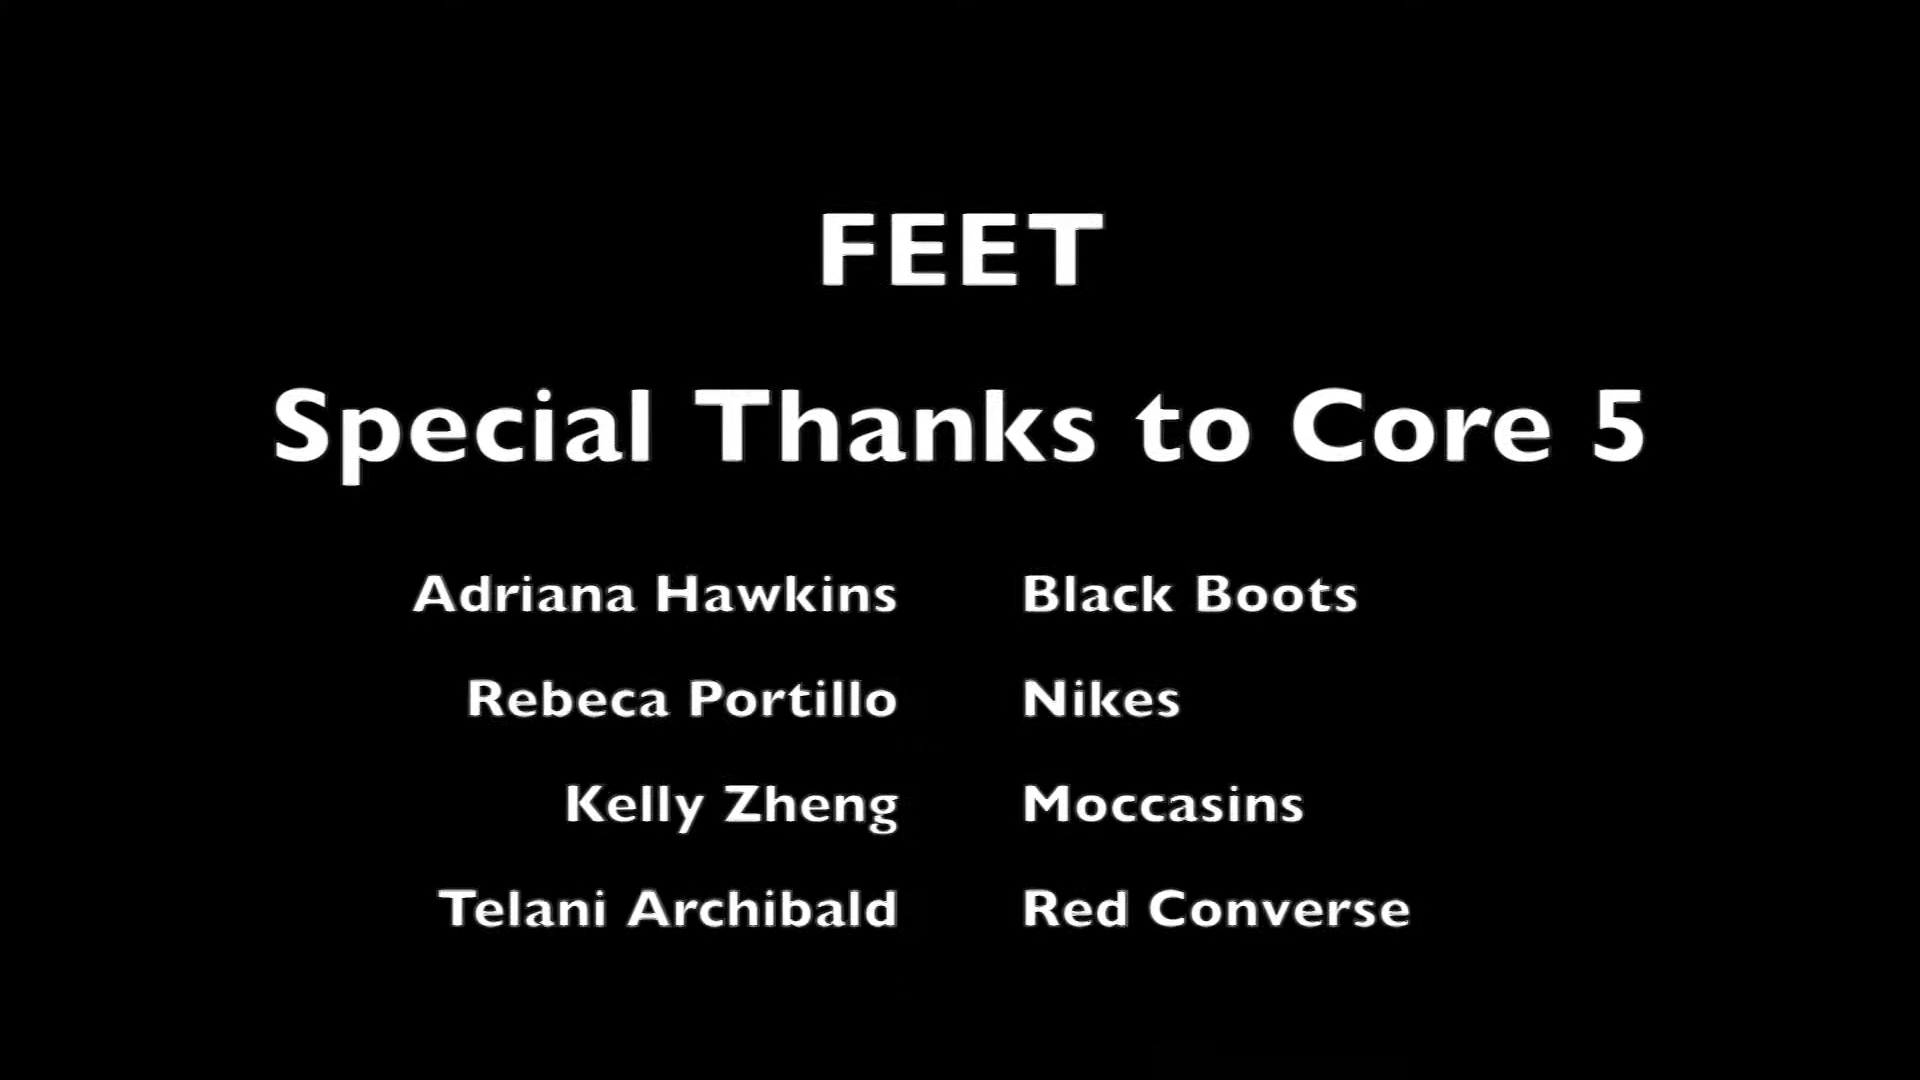 FEET
Special Thanks to Core 5
Adriana Hawkins Black Boots
Rebeca Portillo Nikes
Kelly Zheng Moccasins
Telani Archibald Red Converse